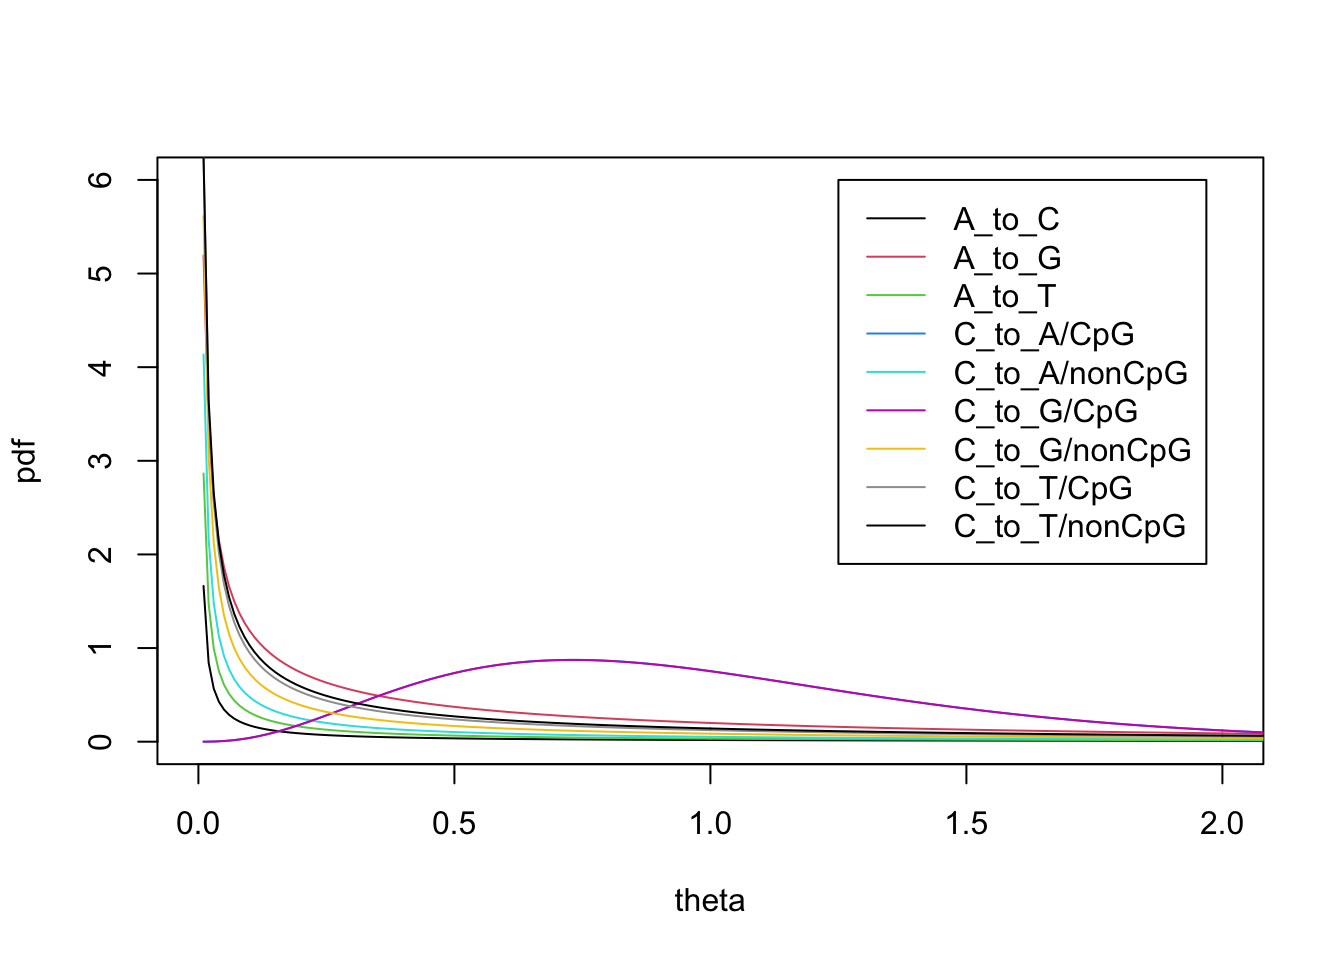 6
5
4
3
2
1
0
pdf
A_to_C
A_to_G
A_to_T
C_to_A/CpG
C_to_A/nonCpG
C_to_G/CpG
C_to_G/nonCpG
C_to_T/CpG
C_to_T/nonCpG
0.0 0.5 1.0 1.5 2.0
theta